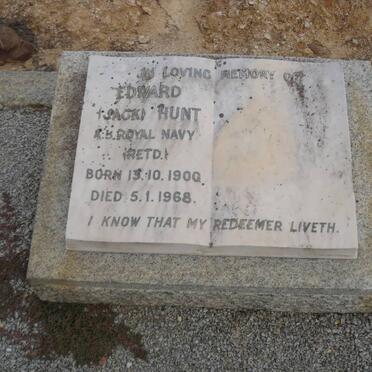 IN LOVING MEMORY OF
EDWARD
(JACK) HUNT
R.N. ROYAL NAVY
(RETD.)
BORN 13.10.1900
DIED 5.1.1968.
I KNOW THAT MY REDEEMER LIVETH.